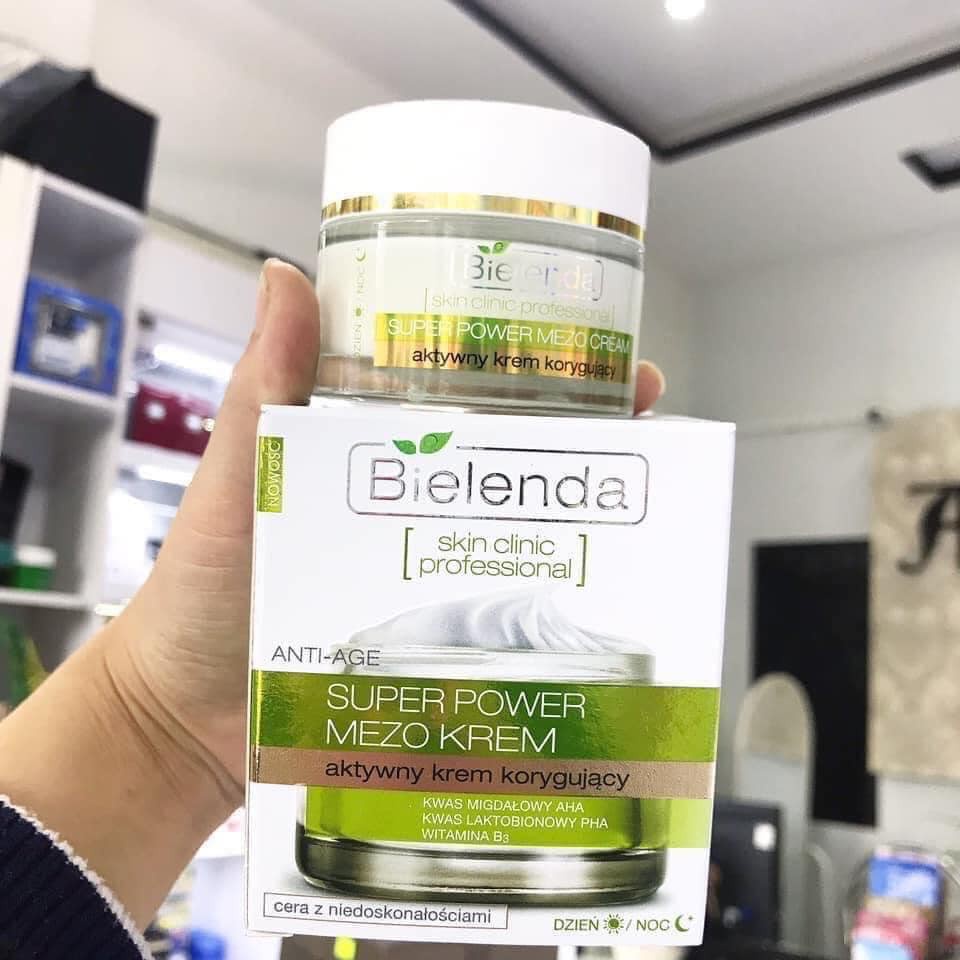 Bielenda
[skin clinic professional]
SUPER POWER MEZO CREAM
aktywny krem korygujący
DZIEŃ / NOC
NOWOŚĆ
Bielenda
[skin clinic
professional]
ANTI-AGE
SUPER POWER
MEZO KREM
aktywny krem korygujący
KWAS MIGDAŁOWY AHA
KWAS LAKTOBIONOWY PHA
WITAMINA B₃
cera z niedoskonałościami
DZIEŃ / NOC
A